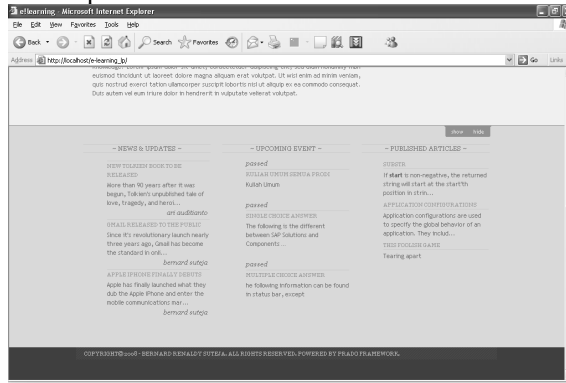 e!learning - Microsoft Internet Explorer
File Edit View Favorites Tools Help
Back Search Favorites
Address http://localhost/e-learning_lp/ Go Links
euismod tincidunt ut laoreet dolore magna aliquam erat volutpat. Ut wisi enim ad minim veniam,
quis nostrud exerci tation ullamcorper suscipit lobortis nisl ut aliquip ex ea commodo consequat.
Duis autem vel eum iriure dolor in hendrerit in vulputate velierat volutpat.
show hide
~ NEWS & UPDATES ~
NEW TOLKIEN BOOK TO BE
RELEASED
More than 90 years after it was
begun, Tolkien's unpublished tale of
love, tragedy, and heroi...
ari auditianto
GMAIL RELEASED TO THE PUBLIC
Since it's revolutionary launch nearly
three years ago, Gmail has become
the standard in onli...
bernard suteja
APPLE IPHONE FINALLY DEBUTS
Apple has finally launched what they
dub the Apple iPhone and enter the
mobile communications mar...
bernard suteja
~ UPCOMING EVENT ~
passed
KULIAH UMUM SEMUA PRODI
Kuliah Umum
passed
SINGLE CHOICE ANSWER
The following is the different
between SAP Solutions and
Components ...
passed
MULTIPLE CHOICE ANSWER
he following information can be found
in status bar, except
~ PUBLISHED ARTICLES ~
SUBSTR
If start is non-negative, the returned
string will start at the start'th
position in strin...
APPLICATION CONFIGURATIONS
Application configurations are used
to specify the global behavior of an
application. They includ...
THIS FOOLISH GAME
Tearing apart
COPYRIGHT©2008 - BERNARD RENALDY SUTEJA. ALL RIGHTS RESERVED. POWERED BY PRADO FRAMEWORK.